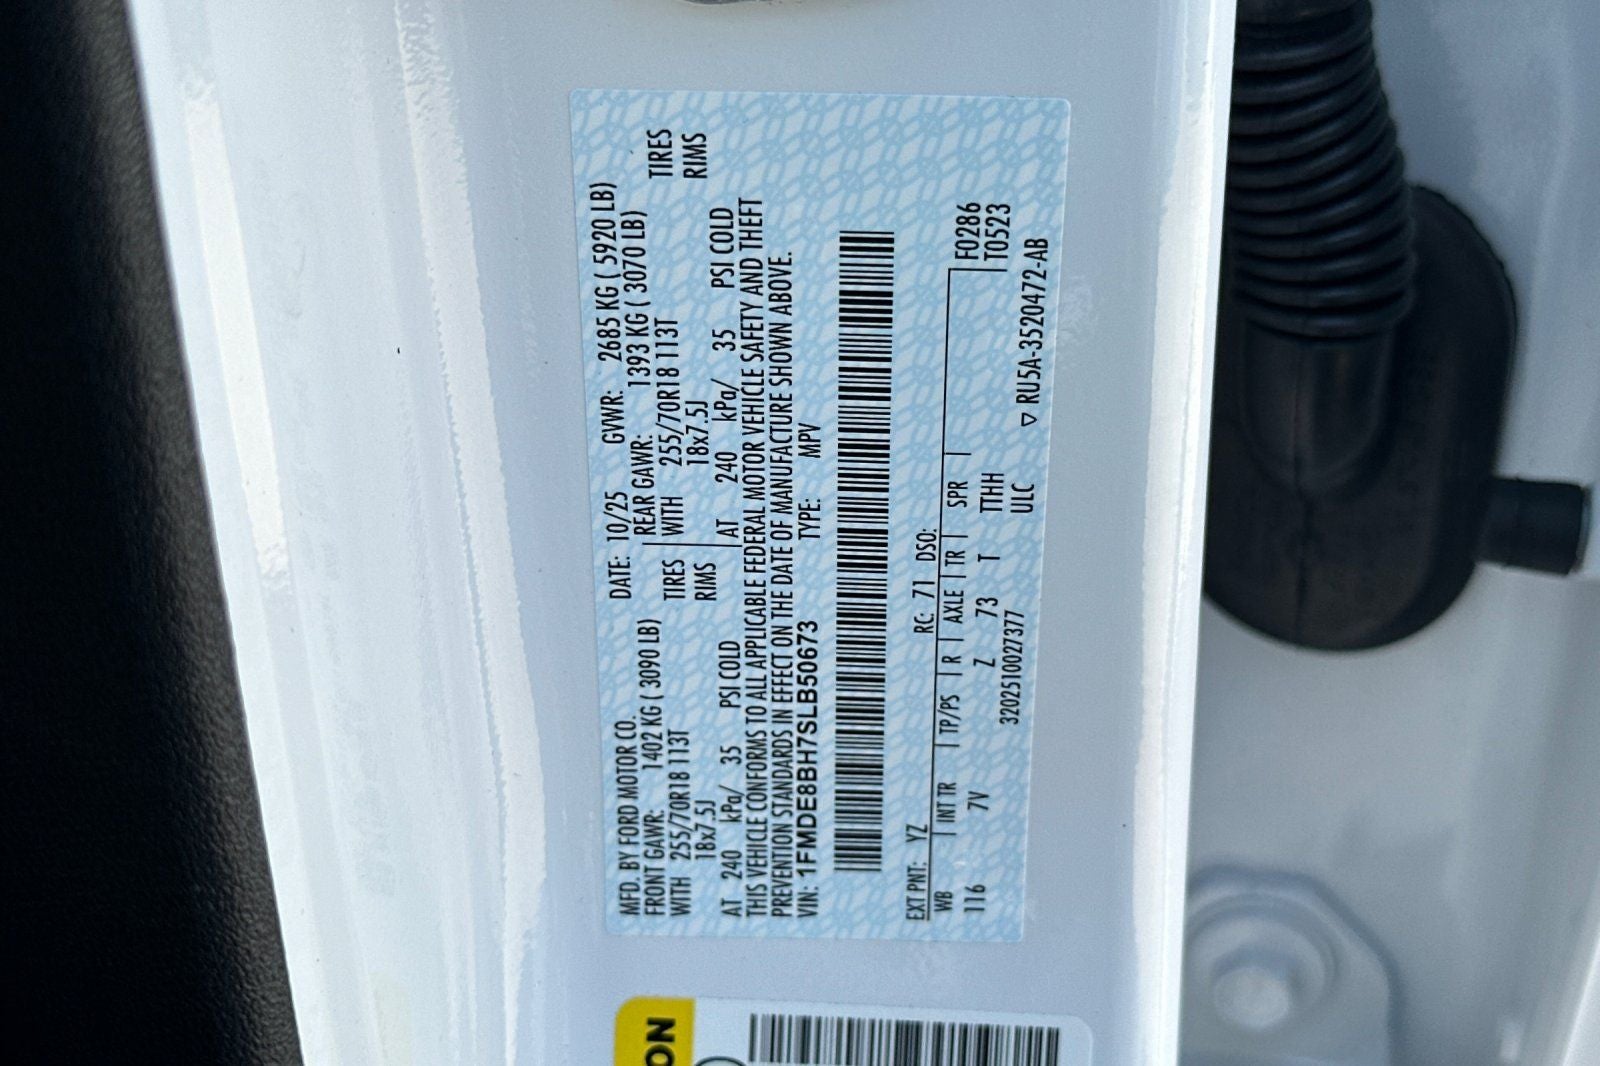 MFD. BY FORD MOTOR CO. DATE: 10/25 GVWR: 2685 KG ( 5920 LB)
FRONT GAWR: 1402 KG ( 3090 LB) REAR GAWR: 1393 KG ( 3070 LB)
WITH 255/70R18 113T TIRES WITH 255/70R18 113T TIRES
18x7.5J RIMS 18x7.5J RIMS
AT 240 kPa/ 35 PSI COLD AT 240 kPa/ 35 PSI COLD
THIS VEHICLE CONFORMS TO ALL APPLICABLE FEDERAL MOTOR VEHICLE SAFETY AND THEFT
PREVENTION STANDARDS IN EFFECT ON THE DATE OF MANUFACTURE SHOWN ABOVE.
VIN: 1FMDE8BH7SLB50673 TYPE: MPV
EXT PNT: YZ RC: 71 DSO:
WB INT TR TP/PS R AXLE TR SPR F0286
116 7V Z 73 T TTHH T0523
3202510027377 ULC
▽ RU5A-3520472-AB
ON